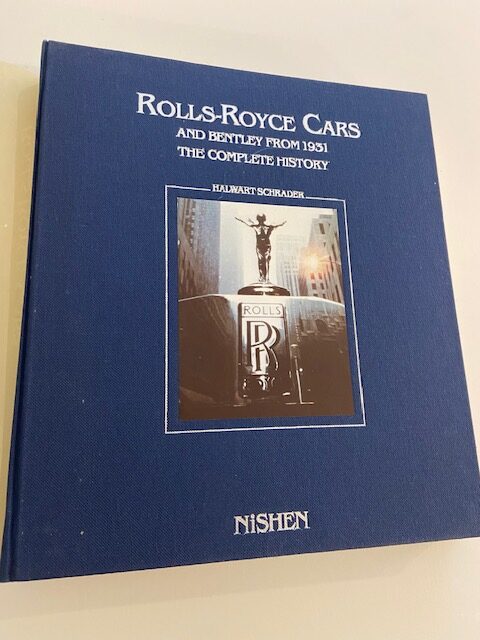 ROLLS-ROYCE CARS
AND BENTLEY FROM 1931
THE COMPLETE HISTORY
HALWART SCHRADER
ROLLS
RR
NiSHEN